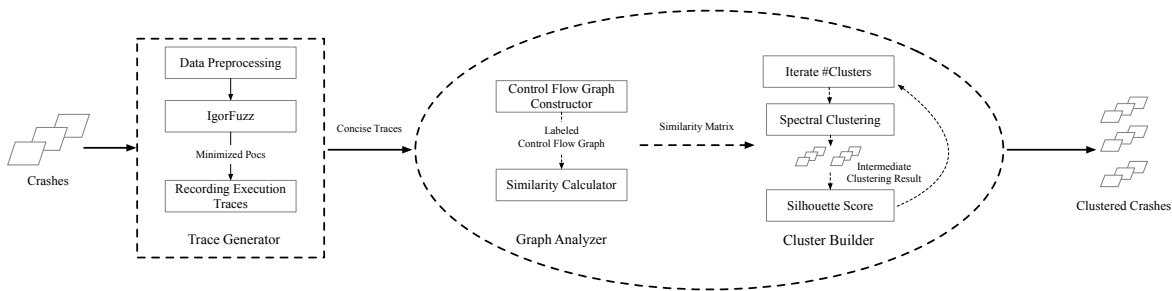 Crashes
Data Preprocessing
IgorFuzz
Minimized Pocs
Recording Execution
Traces
Trace Generator
Concise Traces
Control Flow Graph
Constructor
Labeled
Control Flow Graph
Similarity Calculator
Graph Analyzer
Similarity Matrix
Iterate #Clusters
Spectral Clustering
Intermediate
Clustering Result
Silhouette Score
Cluster Builder
Clustered Crashes